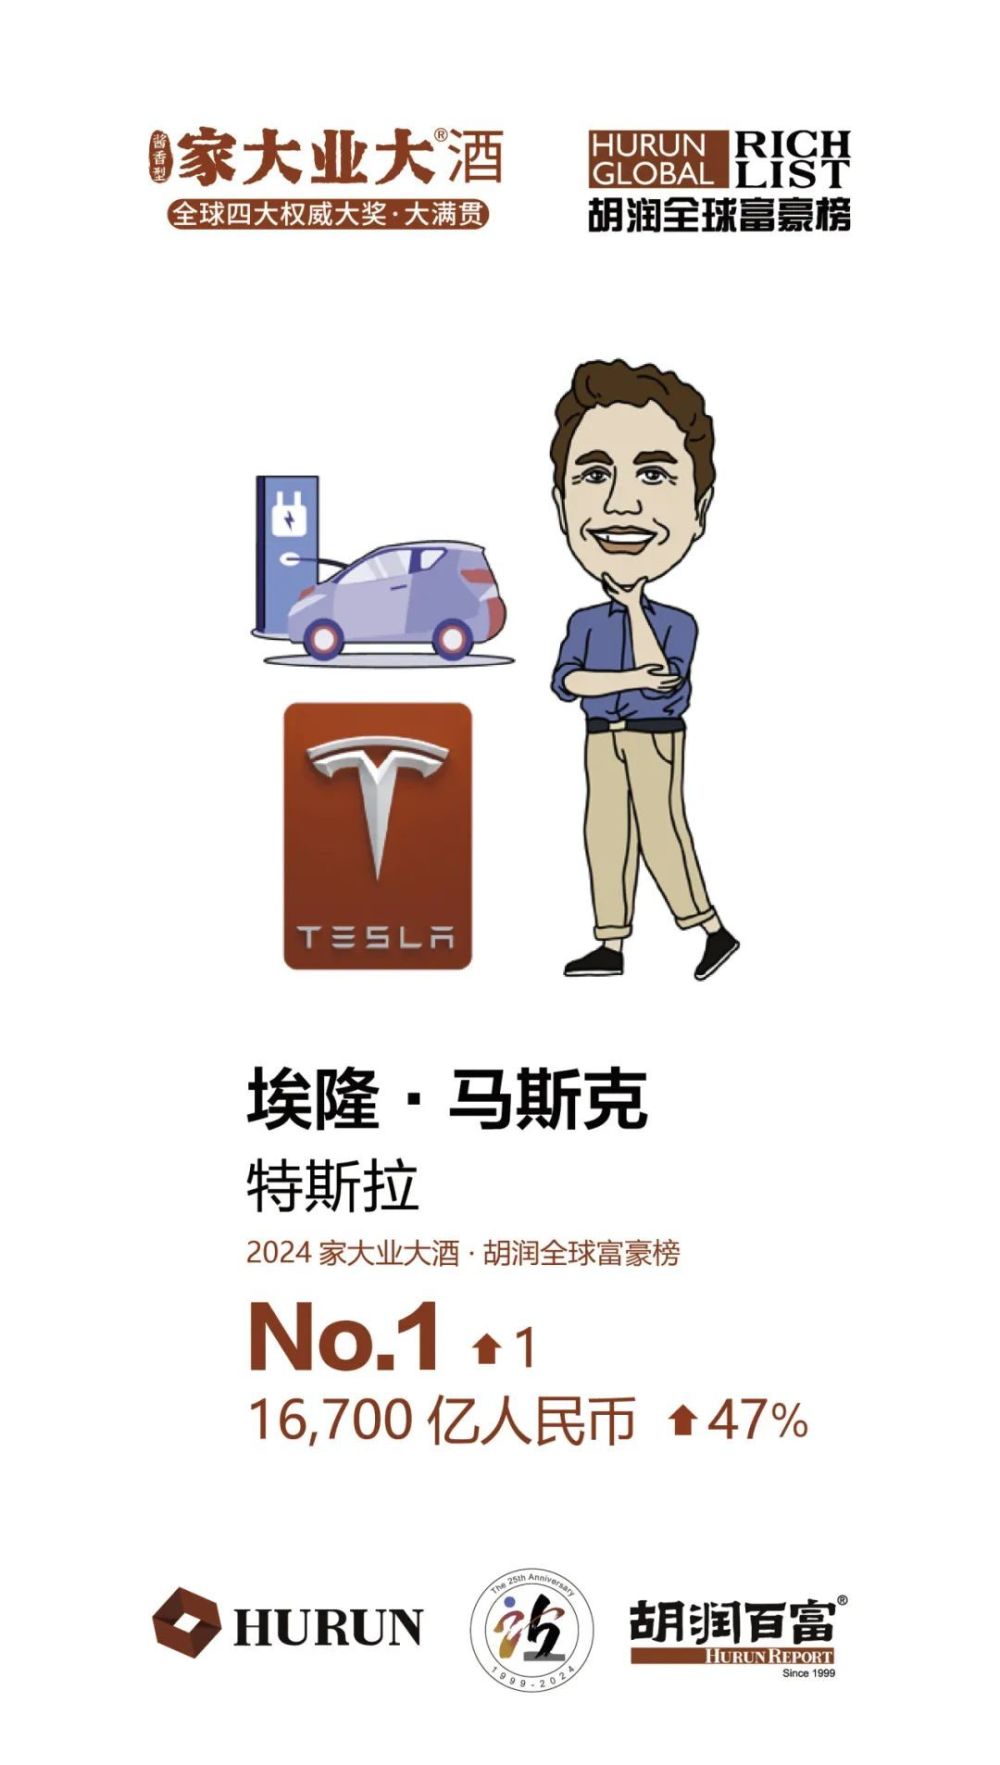 酱香型
家大业大®酒
全球四大权威大奖·大满贯
HURUN
GLOBAL
RICH
LIST
胡润全球富豪榜
TESLA
埃隆·马斯克
特斯拉
2024 家大业大酒·胡润全球富豪榜
No.1 1
16,700 亿人民币 47%
HURUN
The 25th Anniversary
1999-2024
胡润百富®
HURUN REPORT
Since 1999